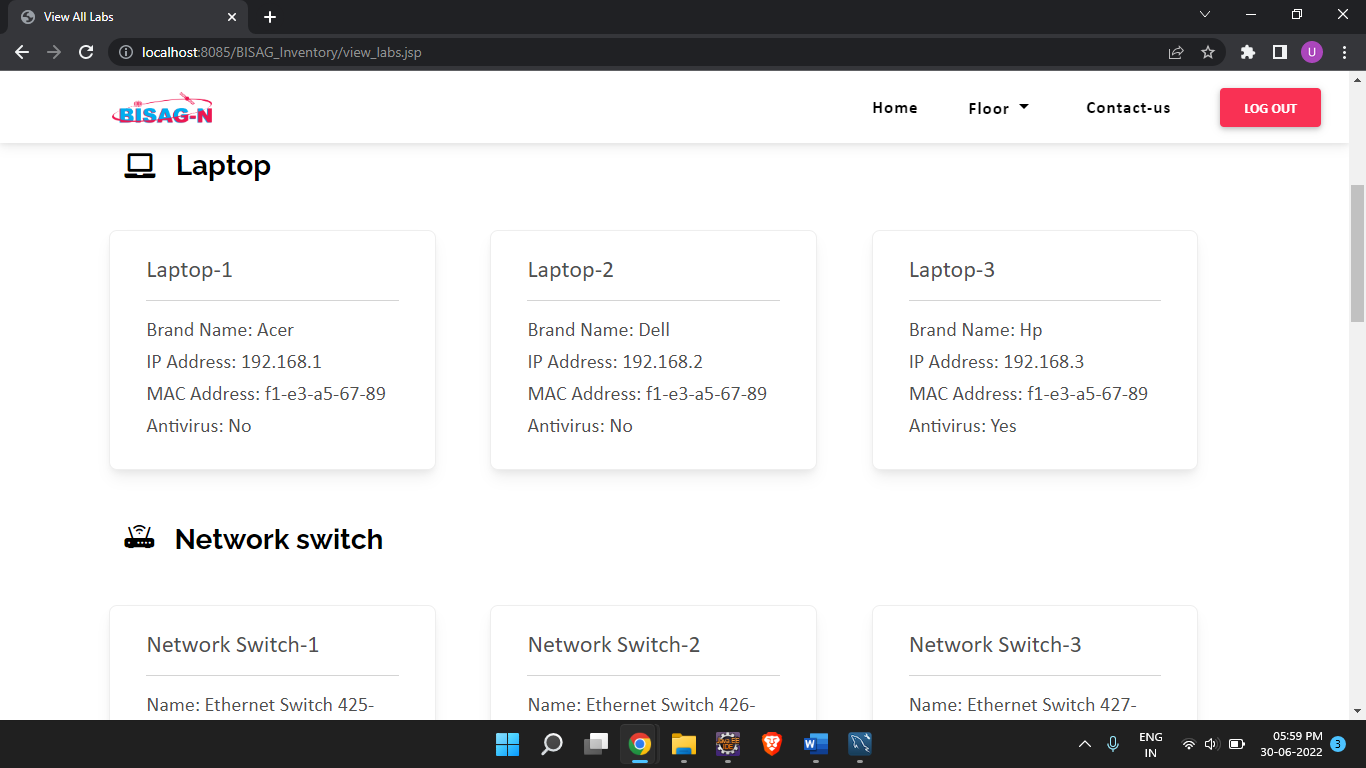 View All Labs
localhost:8085/BISAG_Inventory/view_labs.jsp
U
BISAG-N
Home
Floor
Contact-us
LOG OUT
Laptop
Laptop-1
Brand Name: Acer
IP Address: 192.168.1
MAC Address: f1-e3-a5-67-89
Antivirus: No
Laptop-2
Brand Name: Dell
IP Address: 192.168.2
MAC Address: f1-e3-a5-67-89
Antivirus: No
Laptop-3
Brand Name: Hp
IP Address: 192.168.3
MAC Address: f1-e3-a5-67-89
Antivirus: Yes
Network switch
Network Switch-1
Name: Ethernet Switch 425-
Network Switch-2
Name: Ethernet Switch 426-
Network Switch-3
Name: Ethernet Switch 427-
ENG
IN
05:59 PM
30-06-2022
3